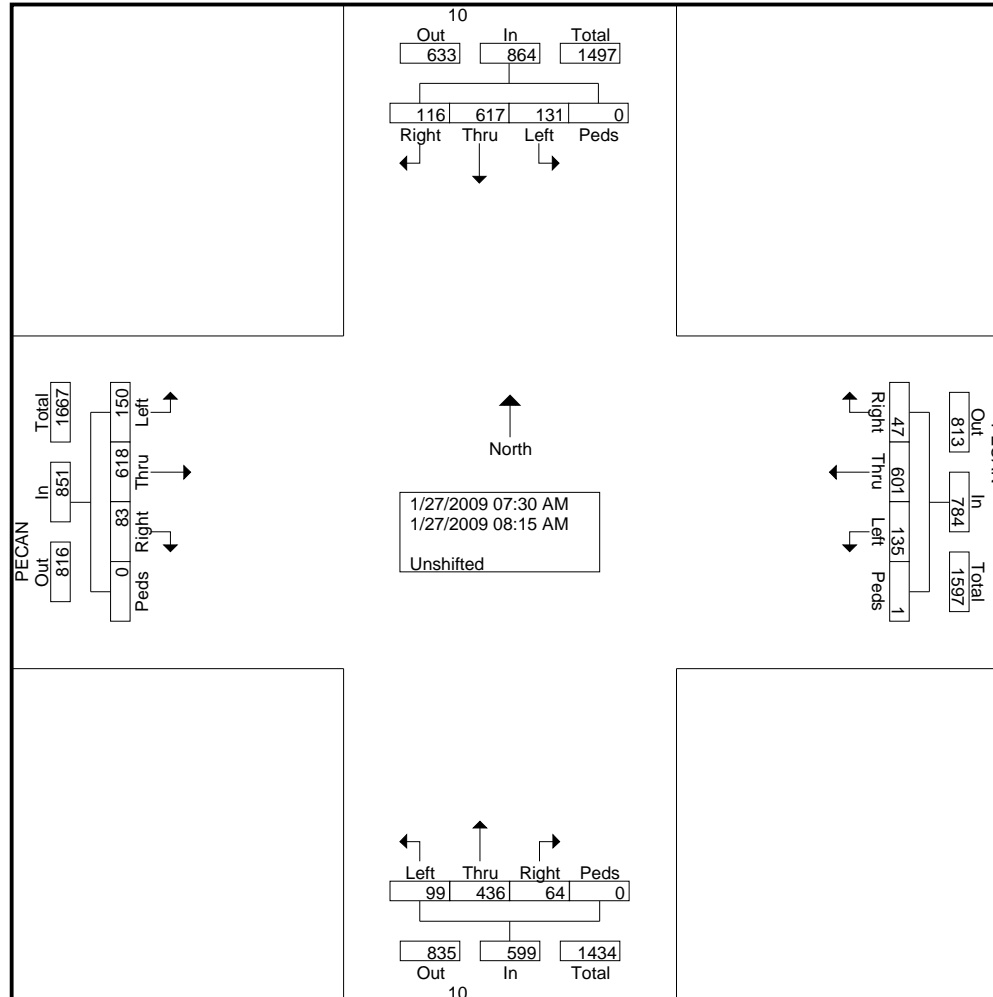 10
Out In Total
633 864 1497
116 617 131 0
Right Thru Left Peds
Total In Out
1667 851 816
150 618 83 0
Left Thru Right Peds
PECAN
North
1/27/2009 07:30 AM
1/27/2009 08:15 AM
Unshifted
Right Thru Left Peds
47 601 135 1
Out In Total
813 784 1597
Left Thru Right Peds
99 436 64 0
835 599 1434
Out In Total
10